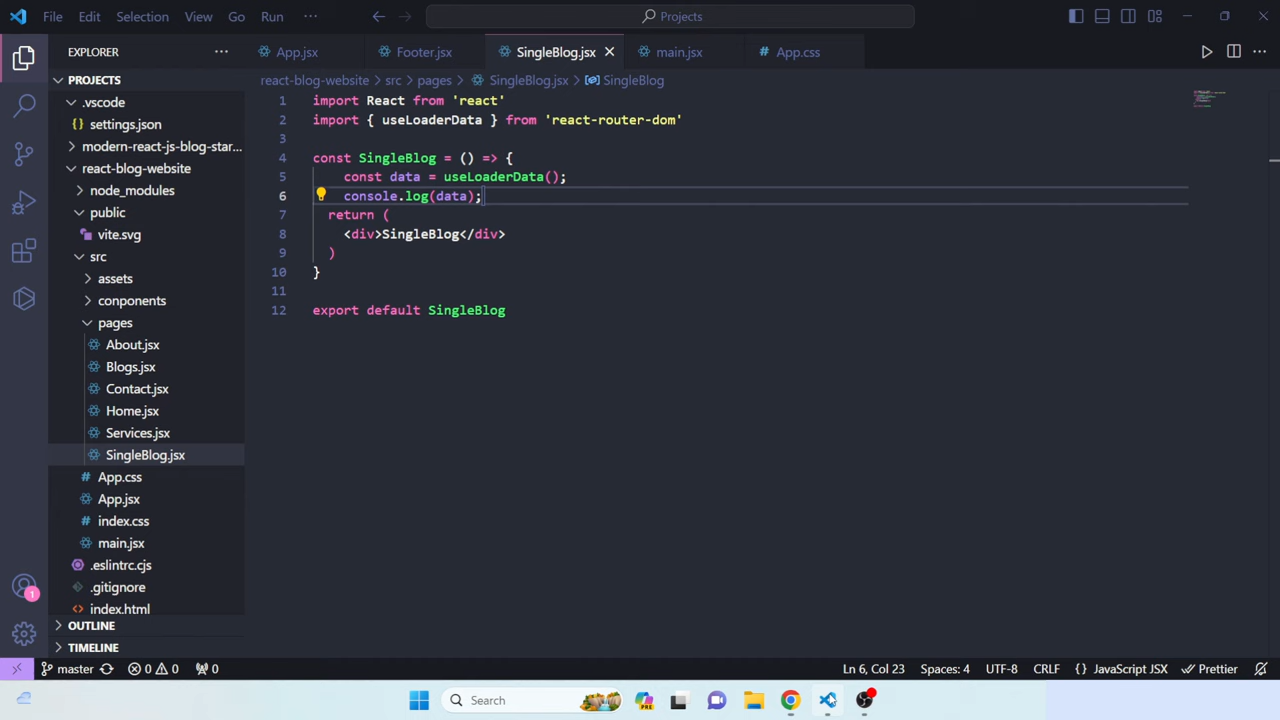 File Edit Selection View Go Run ··· Projects
EXPLORER ···
App.jsx Footer.jsx SingleBlog.jsx main.jsx App.css ···
react-blog-website > src > pages > SingleBlog.jsx > SingleBlog
PROJECTS
.vscode
settings.json
modern-react-js-blog-star...
react-blog-website
node_modules
public
vite.svg
src
assets
conponents
pages
About.jsx
Blogs.jsx
Contact.jsx
Home.jsx
Services.jsx
SingleBlog.jsx
App.css
App.jsx
index.css
main.jsx
.eslintrc.cjs
.gitignore
index.html
OUTLINE
TIMELINE
1 import React from 'react'
2 import { useLoaderData } from 'react-router-dom'
3
4 const SingleBlog = () => {
5 const data = useLoaderData();
6 console.log(data);
7 return (
8 <div>SingleBlog</div>
9 )
10 }
11
12 export default SingleBlog
1
master 0 0 0 Ln 6, Col 23 Spaces: 4 UTF-8 CRLF {} JavaScript JSX Prettier
Search PRE